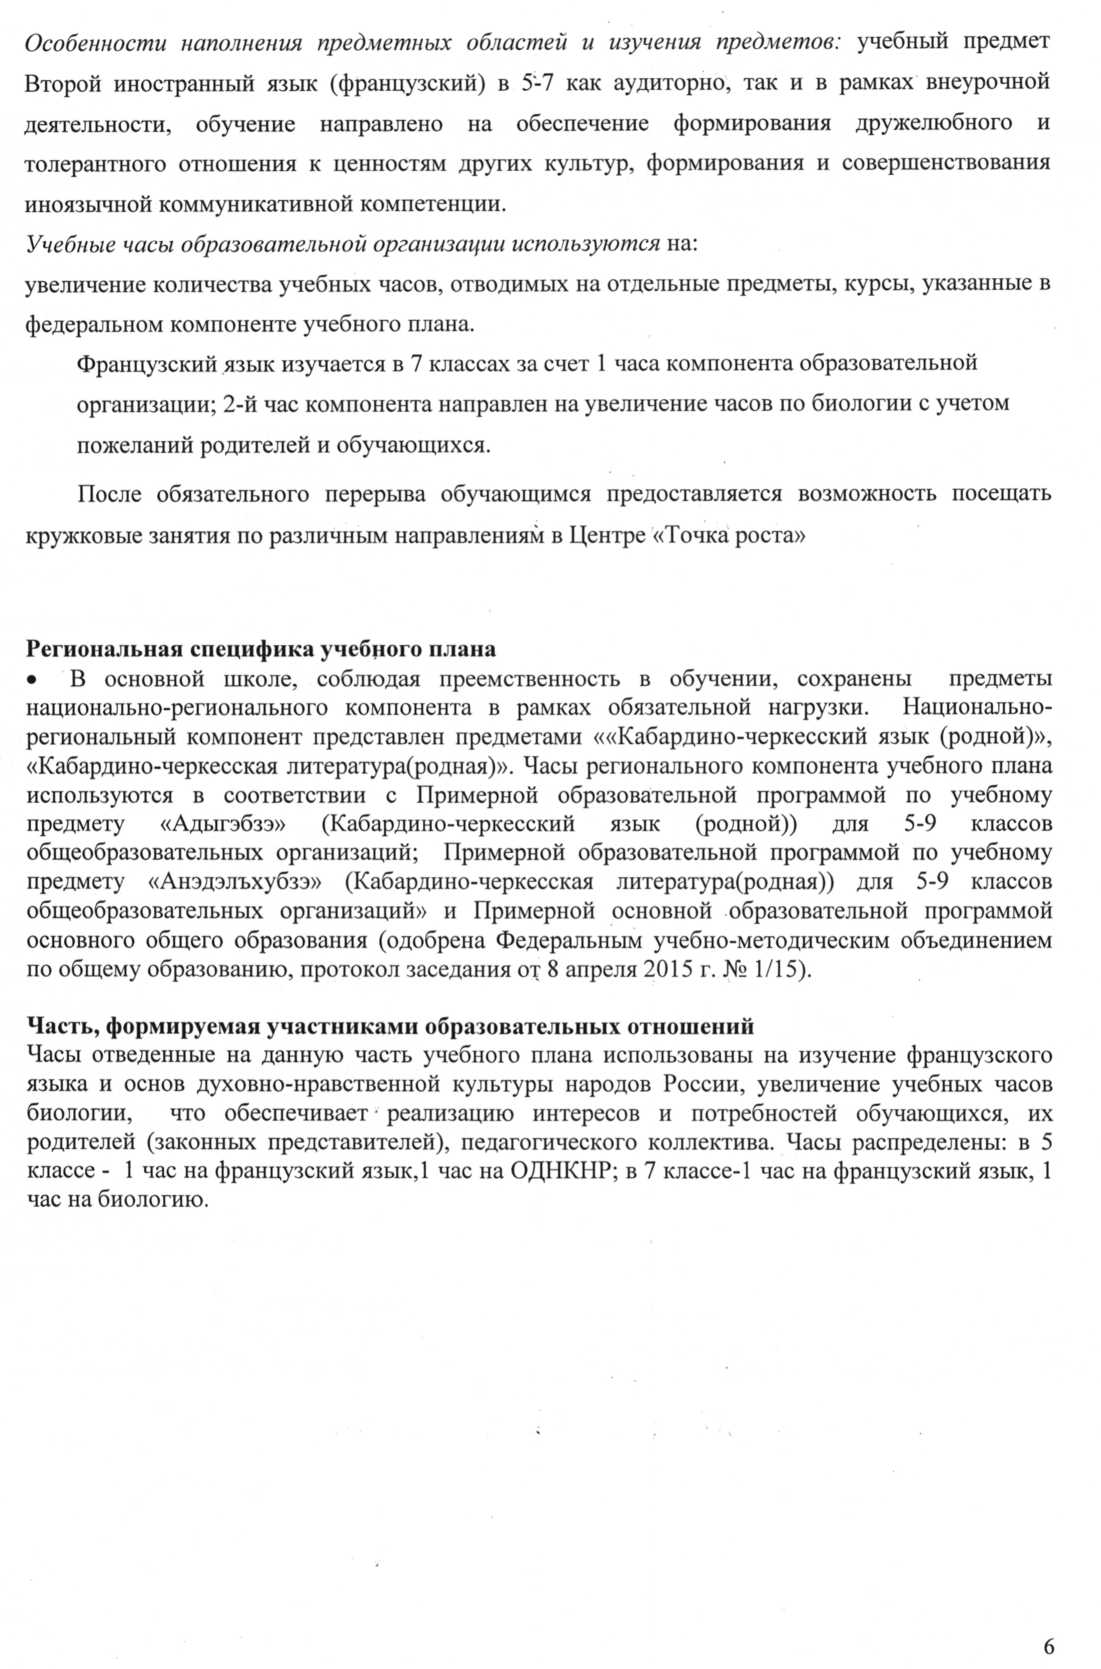 Особенности наполнения предметных областей и изучения предметов: учебный предмет
Второй иностранный язык (французский) в 5-7 как аудиторно, так и в рамках внеурочной
деятельности, обучение направлено на обеспечение формирования дружелюбного и
толерантного отношения к ценностям других культур, формирования и совершенствования
иноязычной коммуникативной компетенции.
Учебные часы образовательной организации используются на:
увеличение количества учебных часов, отводимых на отдельные предметы, курсы, указанные в
федеральном компоненте учебного плана.
Французский язык изучается в 7 классах за счет 1 часа компонента образовательной
организации; 2-й час компонента направлен на увеличение часов по биологии с учетом
пожеланий родителей и обучающихся.
После обязательного перерыва обучающимся предоставляется возможность посещать
кружковые занятия по различным направлениям в Центре «Точка роста»
Региональная специфика учебного плана
• В основной школе, соблюдая преемственность в обучении, сохранены предметы
национально-регионального компонента в рамках обязательной нагрузки. Национально-
региональный компонент представлен предметами ««Кабардино-черкесский язык (родной)»,
«Кабардино-черкесская литература(родная)». Часы регионального компонента учебного плана
используются в соответствии с Примерной образовательной программой по учебному
предмету «Адыгэбзэ» (Кабардино-черкесский язык (родной)) для 5-9 классов
общеобразовательных организаций; Примерной образовательной программой по учебному
предмету «Анэдэлъхубзэ» (Кабардино-черкесская литература(родная)) для 5-9 классов
общеобразовательных организаций» и Примерной основной образовательной программой
основного общего образования (одобрена Федеральным учебно-методическим объединением
по общему образованию, протокол заседания от 8 апреля 2015 г. № 1/15).
Часть, формируемая участниками образовательных отношений
Часы отведенные на данную часть учебного плана использованы на изучение французского
языка и основ духовно-нравственной культуры народов России, увеличение учебных часов
биологии, что обеспечивает реализацию интересов и потребностей обучающихся, их
родителей (законных представителей), педагогического коллектива. Часы распределены: в 5
классе - 1 час на французский язык,1 час на ОДНКНР; в 7 классе-1 час на французский язык, 1
час на биологию.
6